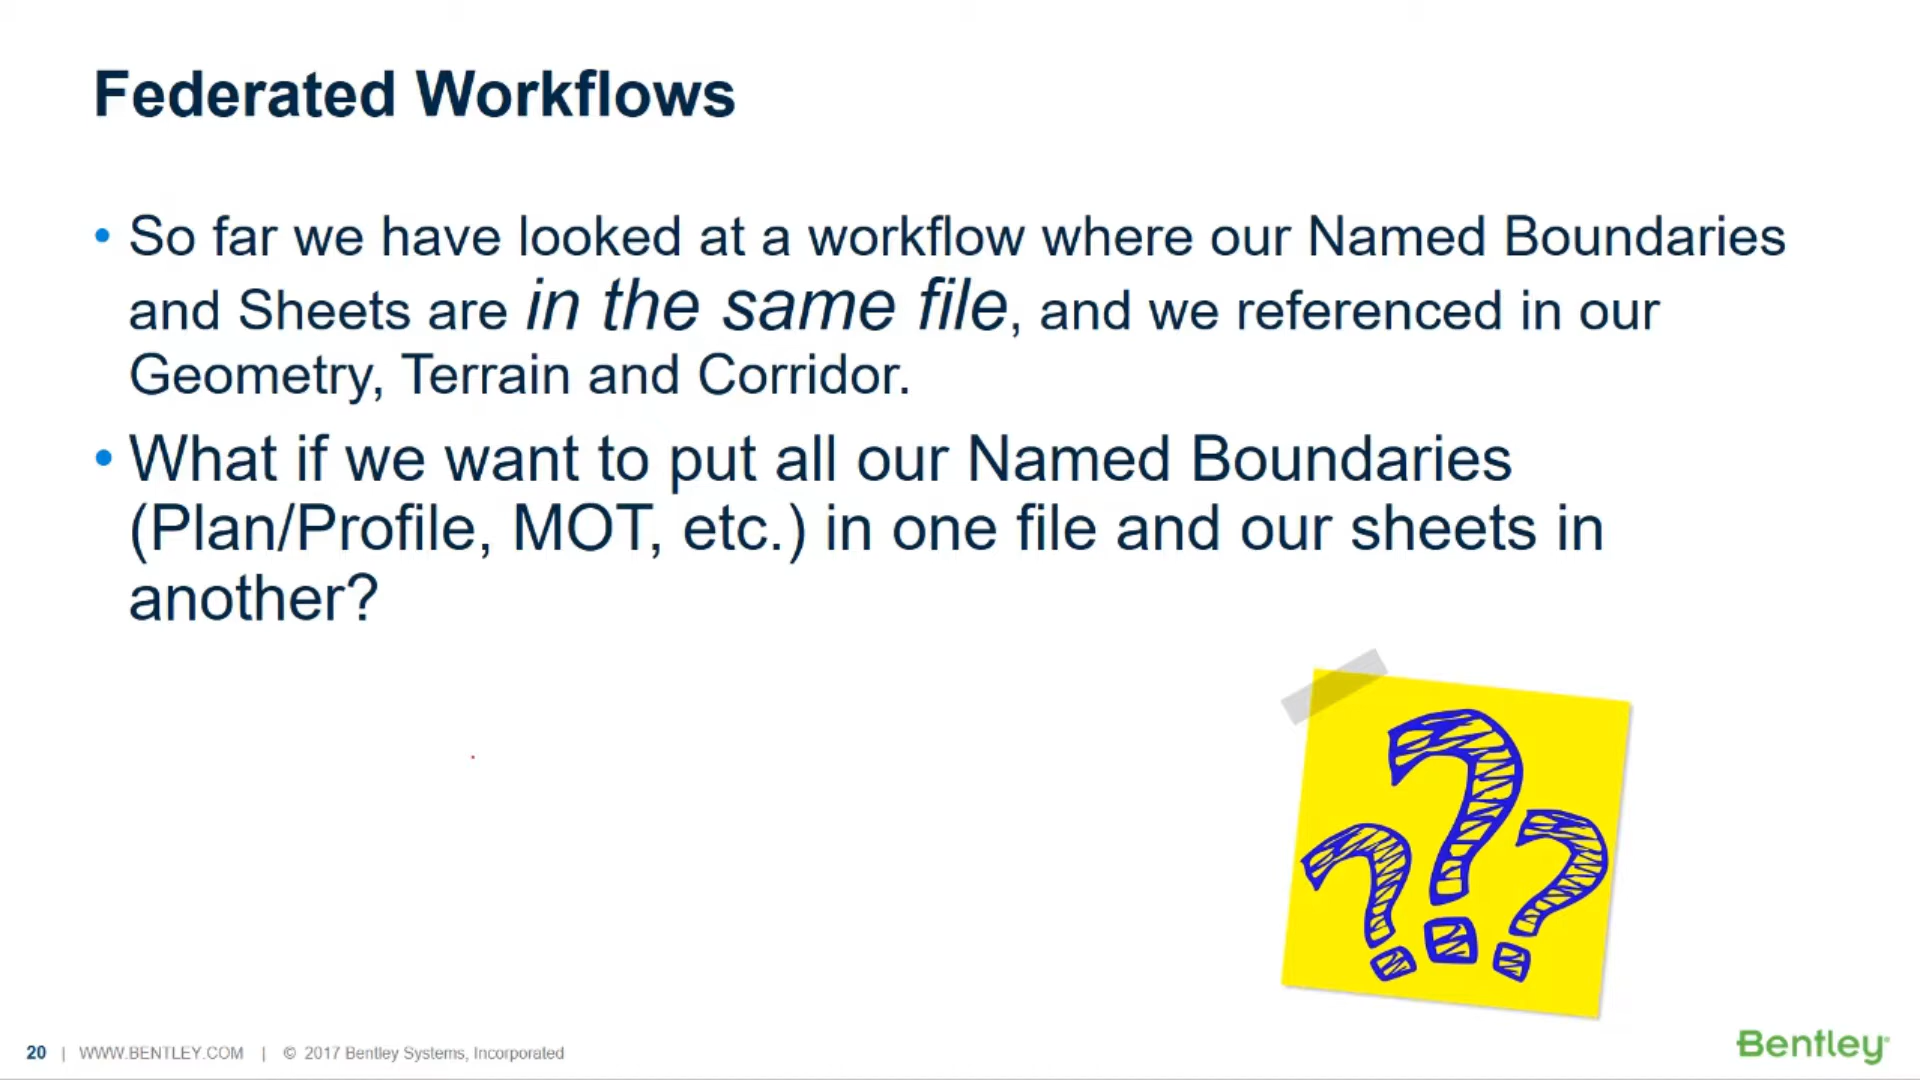 Federated Workflows
• So far we have looked at a workflow where our Named Boundaries
and Sheets are in the same file, and we referenced in our
Geometry, Terrain and Corridor.
• What if we want to put all our Named Boundaries
(Plan/Profile, MOT, etc.) in one file and our sheets in
another?
???
20 | WWW.BENTLEY.COM | © 2017 Bentley Systems, Incorporated
Bentley